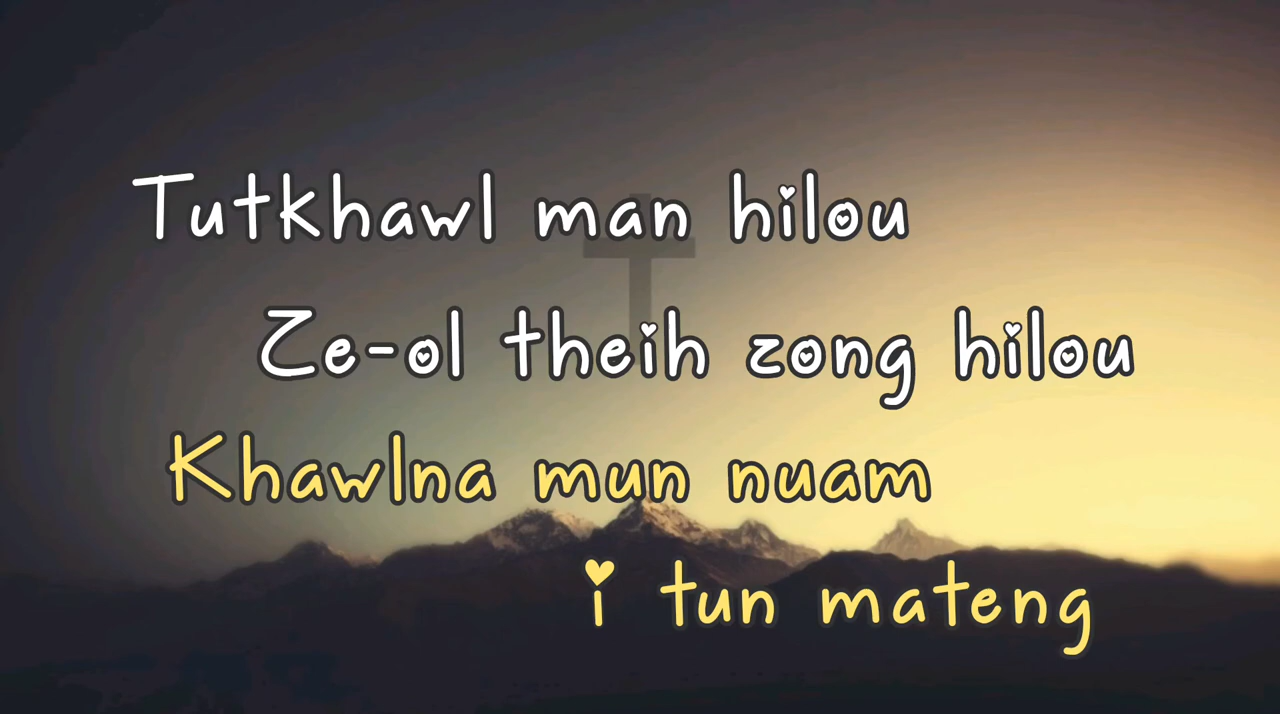 Tutkhawl man hilou
Ze-ol theih zong hilou
Khawlna mun nuam
i tun mateng